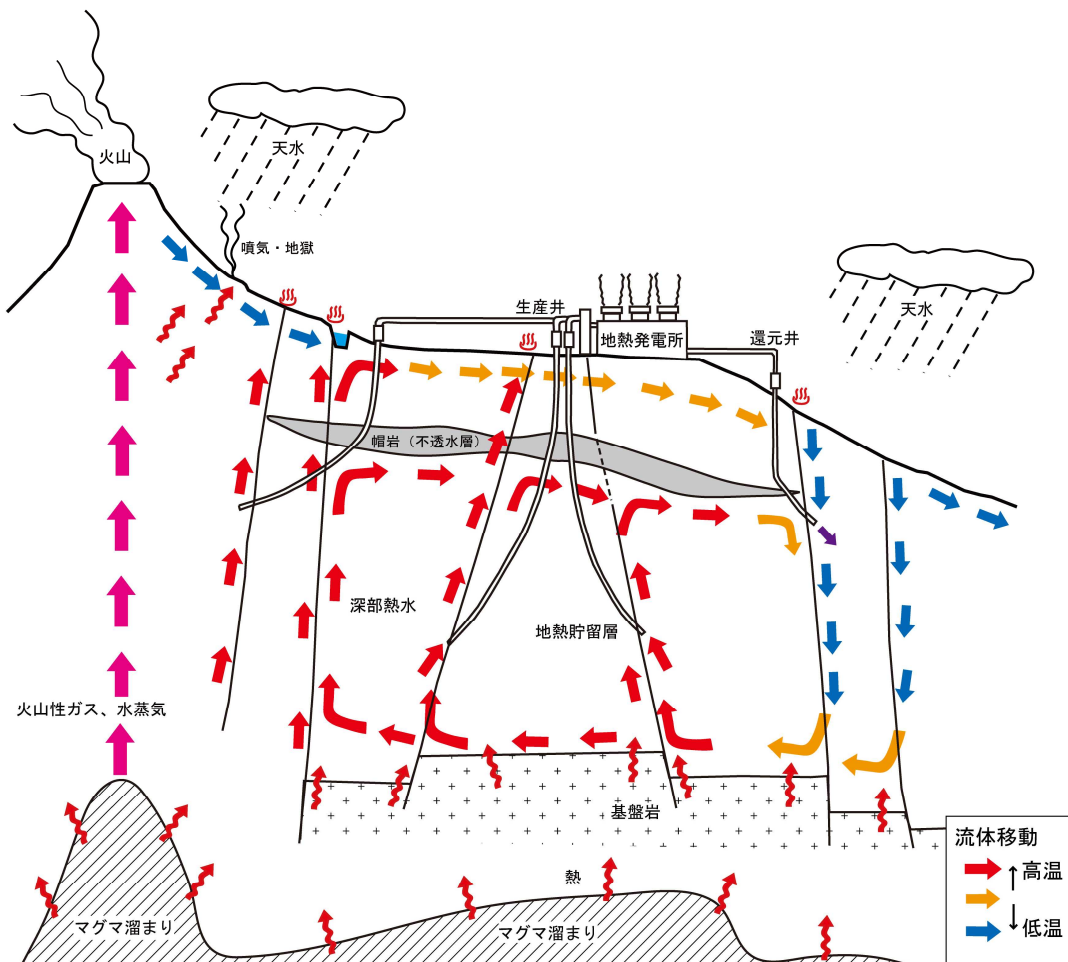 火山
天水
噴気・地獄
生産井
地熱発電所
還元井
天水
帽岩（不透水層）
深部熱水
地熱貯留層
火山性ガス、水蒸気
基盤岩
熱
マグマ溜まり
マグマ溜まり
流体移動
高温
低温